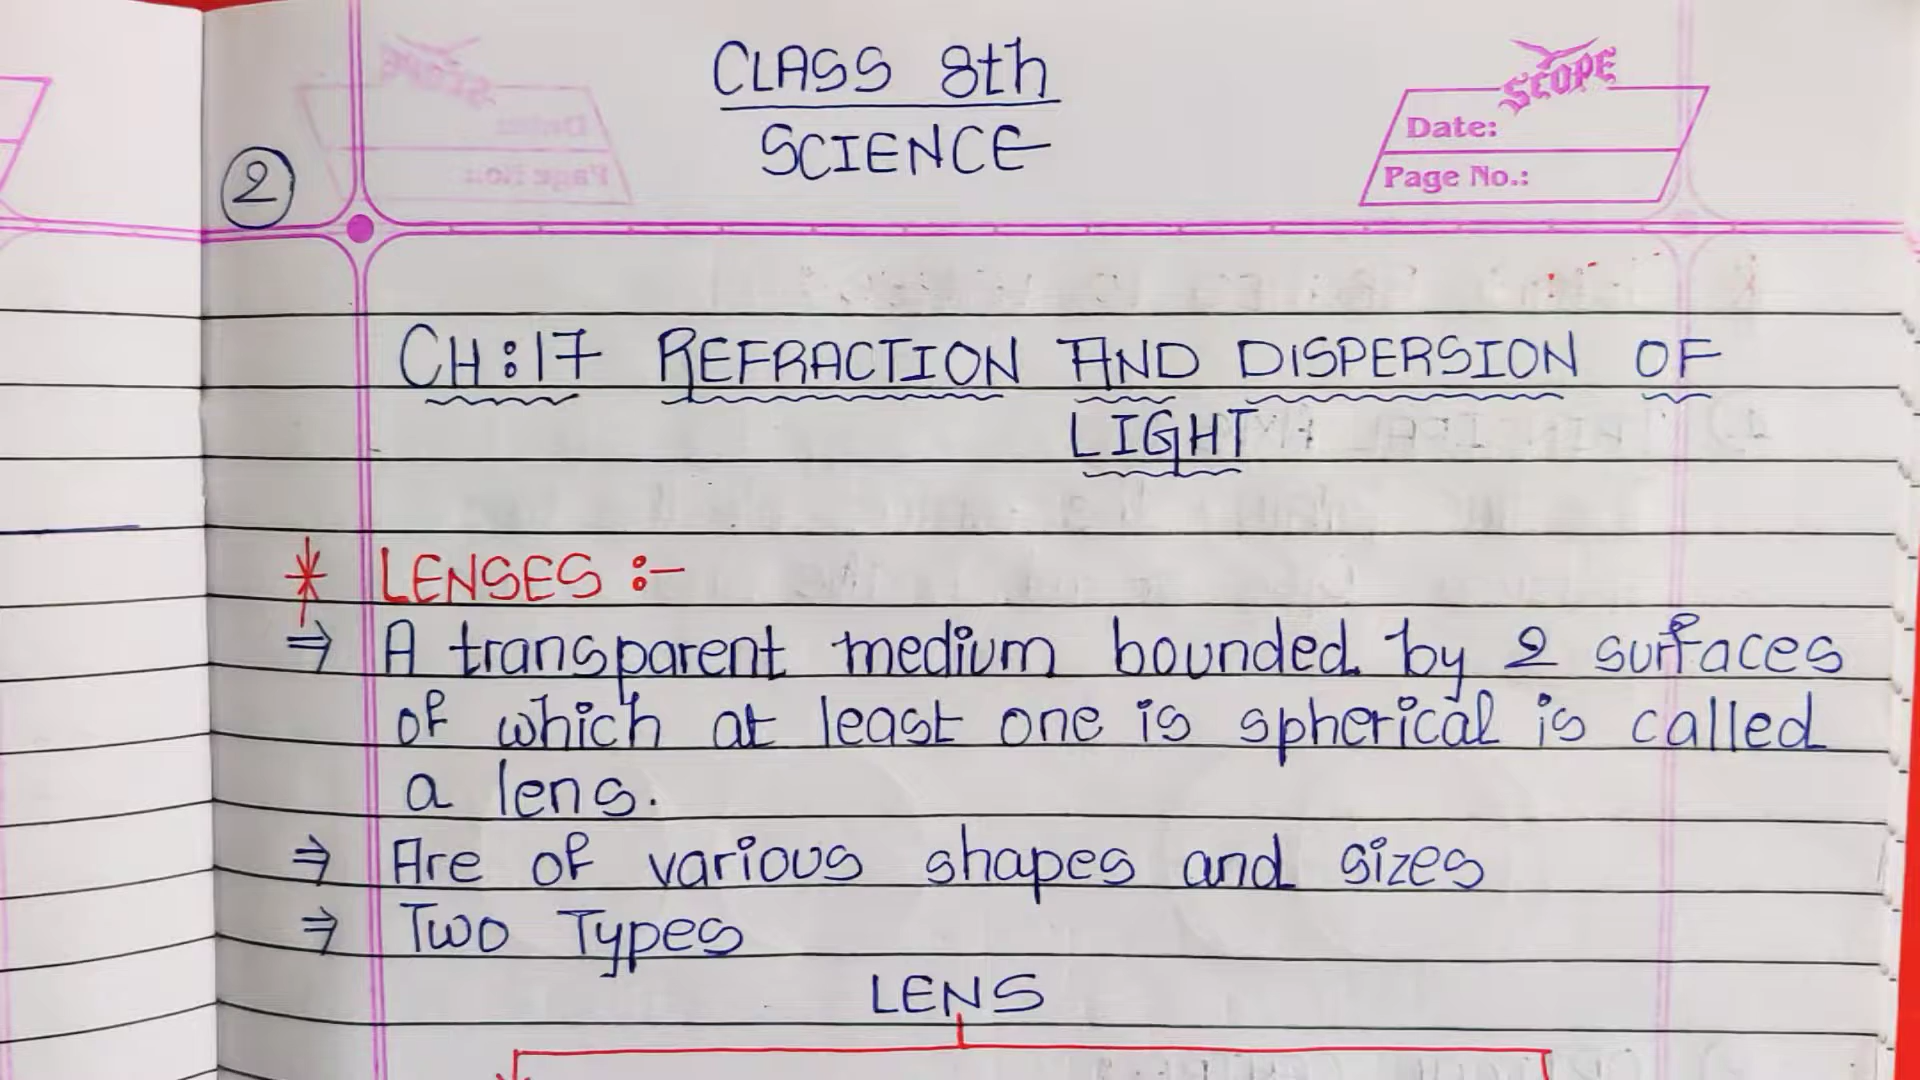 CLASS 8th
SCIENCE
SCOPE
Date:
Page No.:
2
CH:17 REFRACTION AND DISPERSION OF
LIGHT
* LENSES :-
⇒ A transparent medium bounded by 2 surfaces
of which at least one is spherical is called
a lens.
⇒ Are of various shapes and sizes
⇒ Two Types
LENS